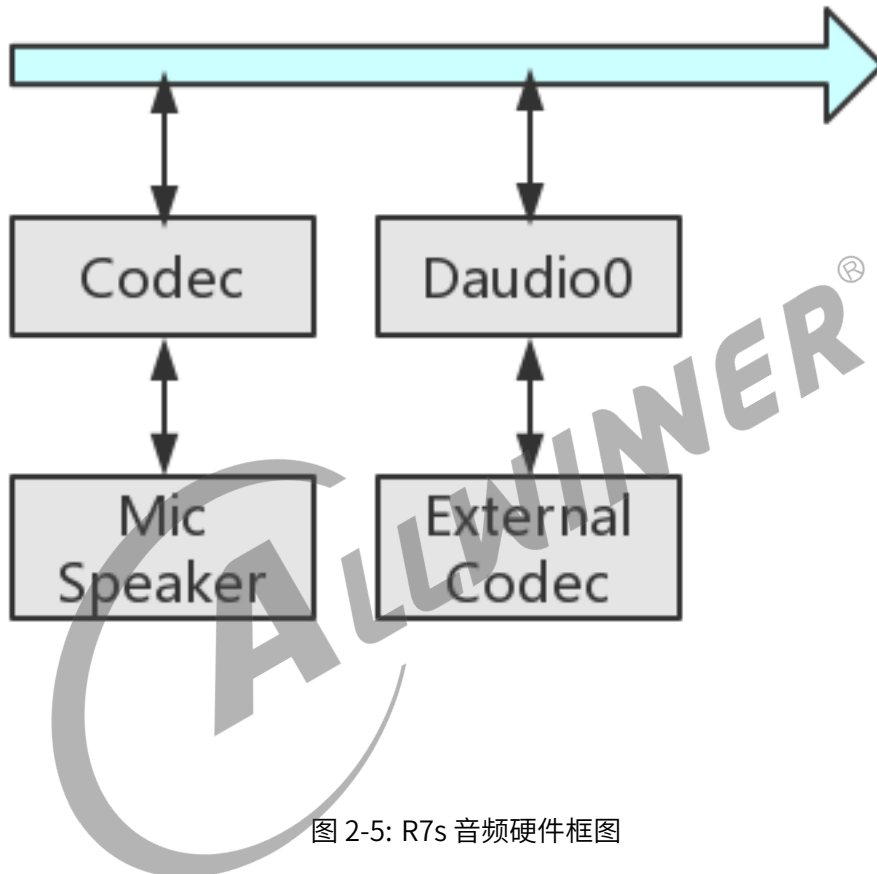 Codec
Daudio0
Mic
Speaker
External
Codec
ALLWINNER®
图 2-5: R7s 音频硬件框图